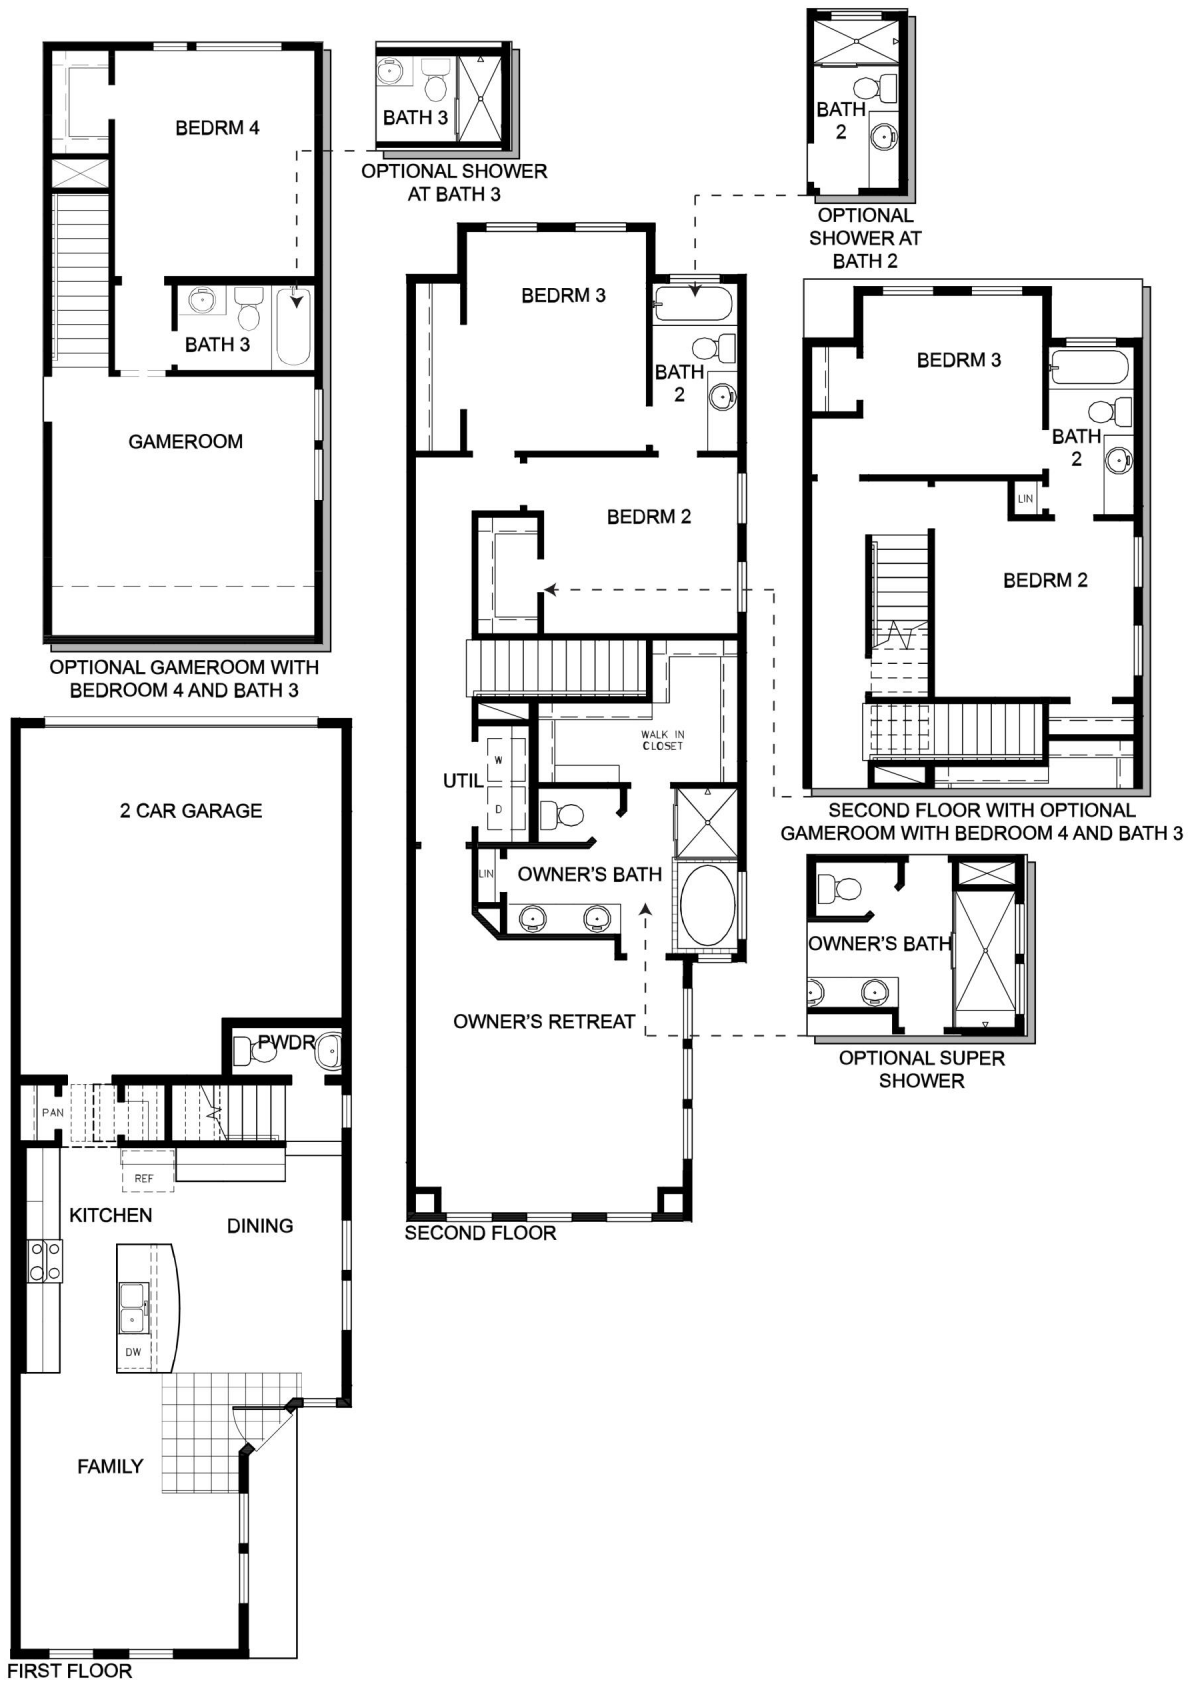 BEDRM 4
BATH 3
GAMEROOM
OPTIONAL GAMEROOM WITH
BEDROOM 4 AND BATH 3
BATH 3
OPTIONAL SHOWER
AT BATH 3
BATH
2
OPTIONAL
SHOWER AT
BATH 2
BEDRM 3
BATH
2
BEDRM 2
WALK IN
CLOSET
W
UTIL
D
LIN
OWNER'S BATH
OWNER'S RETREAT
SECOND FLOOR
BEDRM 3
BATH
2
LIN
BEDRM 2
SECOND FLOOR WITH OPTIONAL
GAMEROOM WITH BEDROOM 4 AND BATH 3
OWNER'S BATH
OPTIONAL SUPER
SHOWER
2 CAR GARAGE
PWDR
PAN
REF
KITCHEN
DINING
DW
FAMILY
FIRST FLOOR